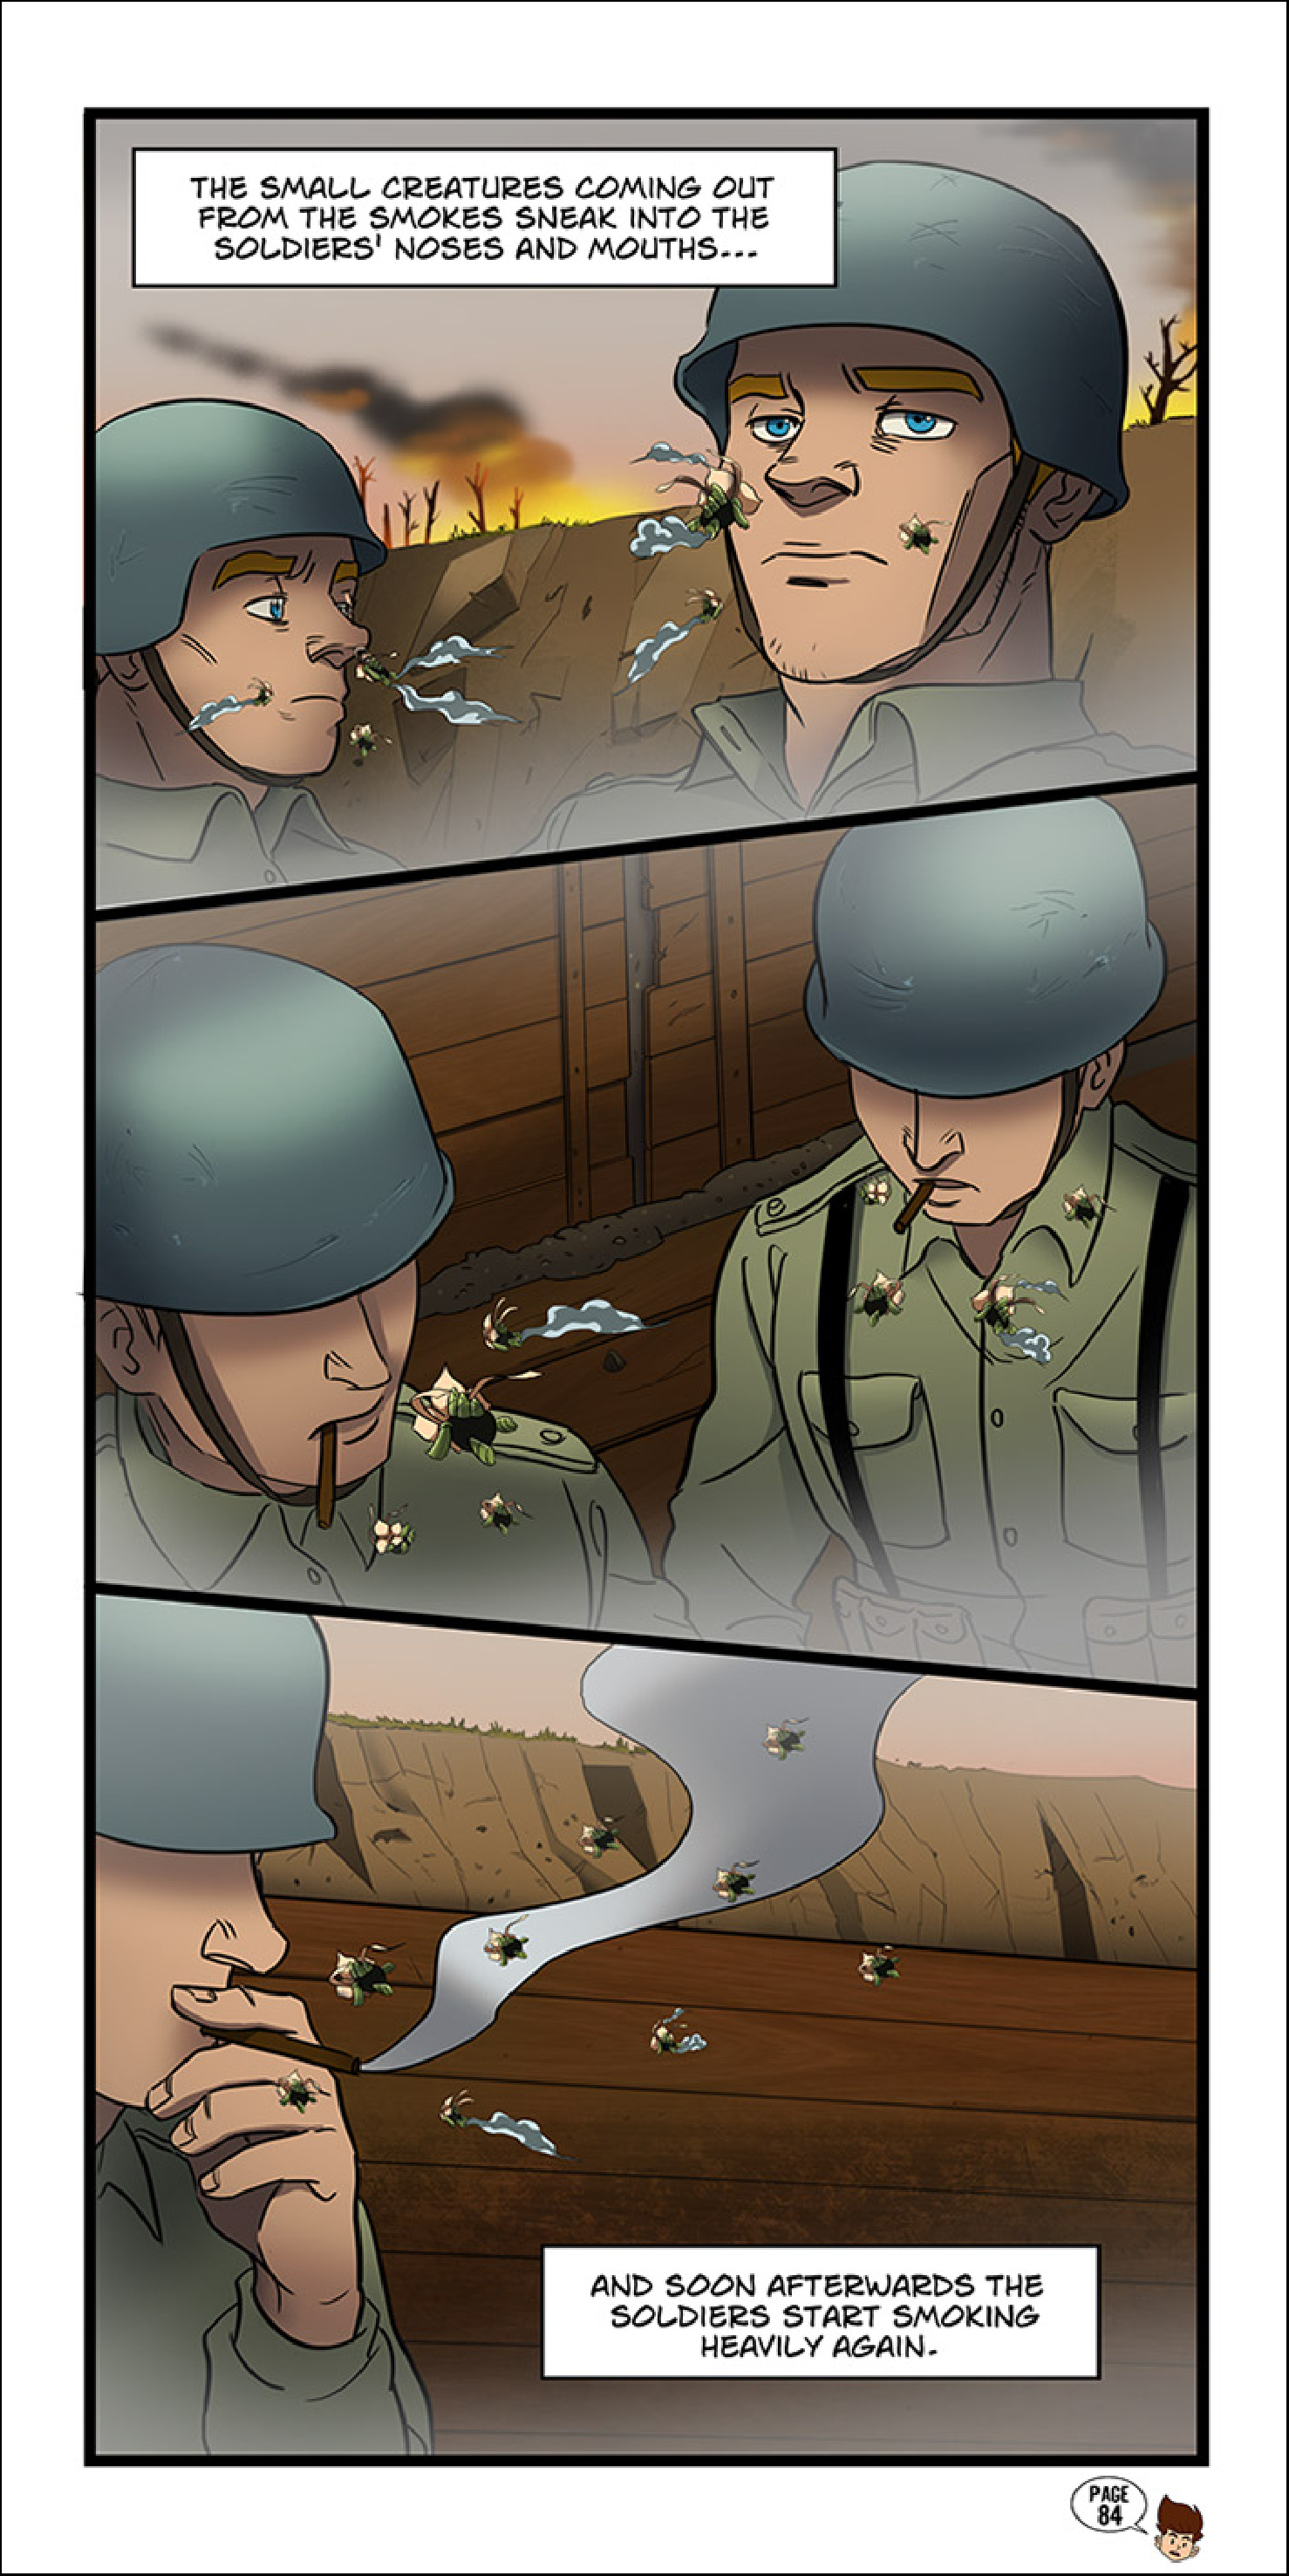 THE SMALL CREATURES COMING OUT
FROM THE SMOKES SNEAK INTO THE
SOLDIERS' NOSES AND MOUTHS...
AND SOON AFTERWARDS THE
SOLDIERS START SMOKING
HEAVILY AGAIN.
PAGE
84